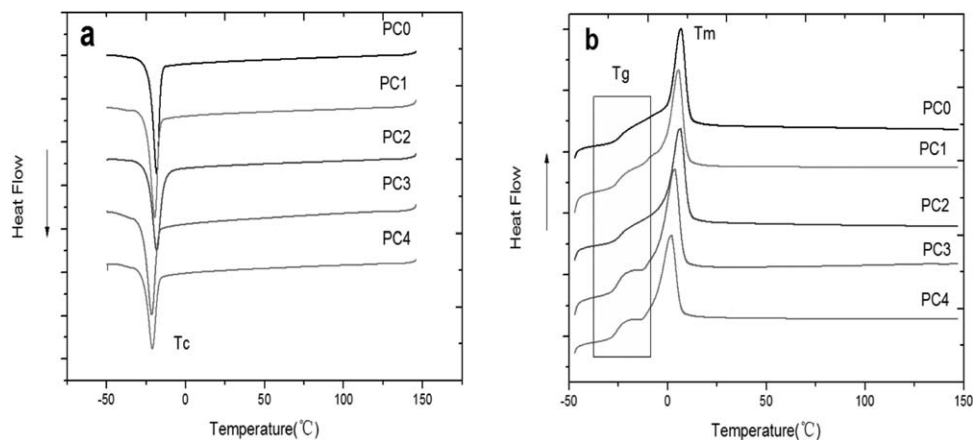 a
PC0
PC1
PC2
PC3
PC4
Tc
Heat Flow
-50
0
50
100
150
Temperature(℃)
b
Tm
Tg
PC0
PC1
PC2
PC3
PC4
Heat Flow
-50
0
50
100
150
Temperature(℃)